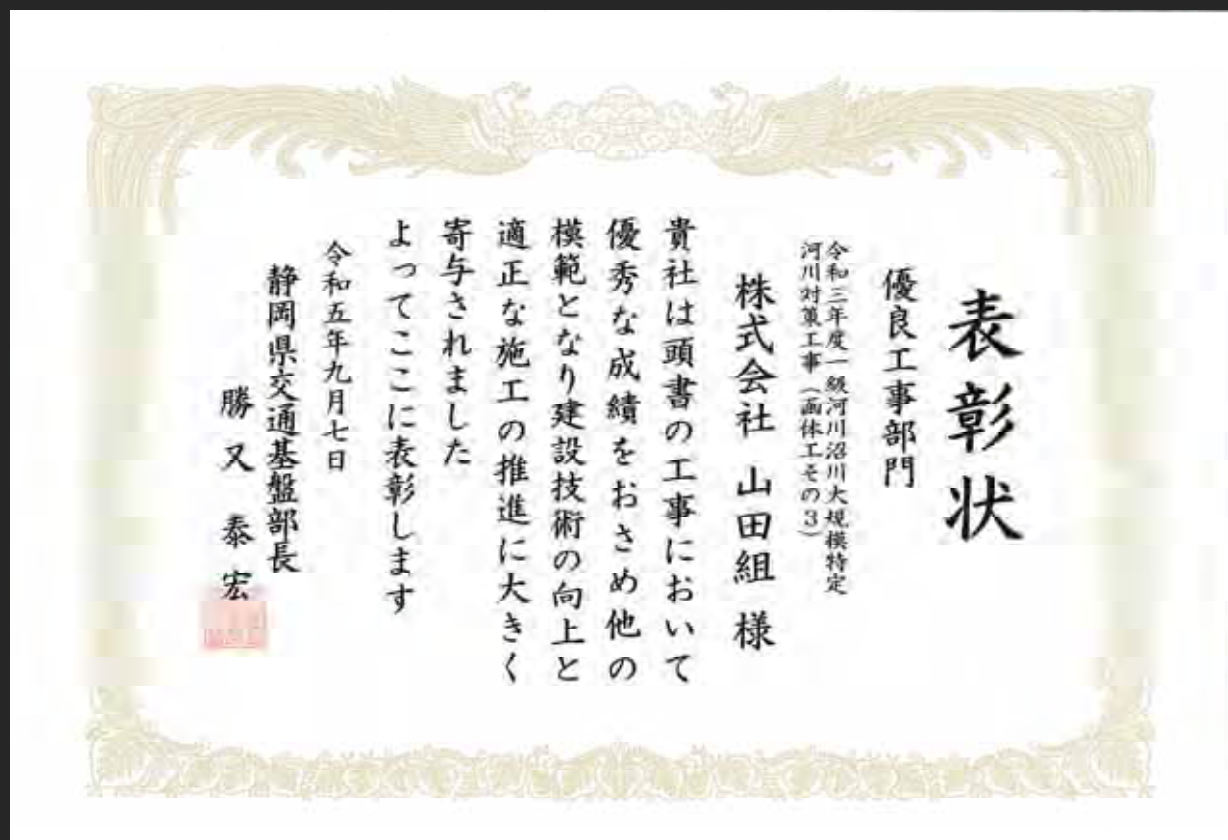 表彰状
優良工事部門
令和三年度一級河川沼川大規模特定
河川対策工事（函体工その３）
株式会社 山田組 様
貴社は頭書の工事において
優秀な成績をおさめ他の
模範となり建設技術の向上と
適正な施工の推進に大きく
寄与されました
よってここに表彰します
令和五年九月七日
静岡県交通基盤部長
勝又泰宏